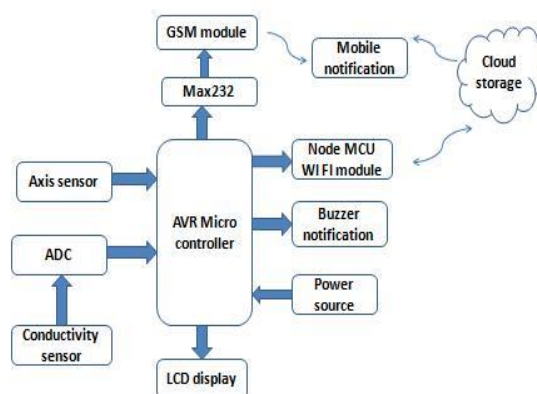 GSM module
Mobile
notification
Cloud
storage
Max232
Node MCU
WI FI module
Axis sensor
AVR Micro
controller
Buzzer
notification
ADC
Power
source
Conductivity
sensor
LCD display